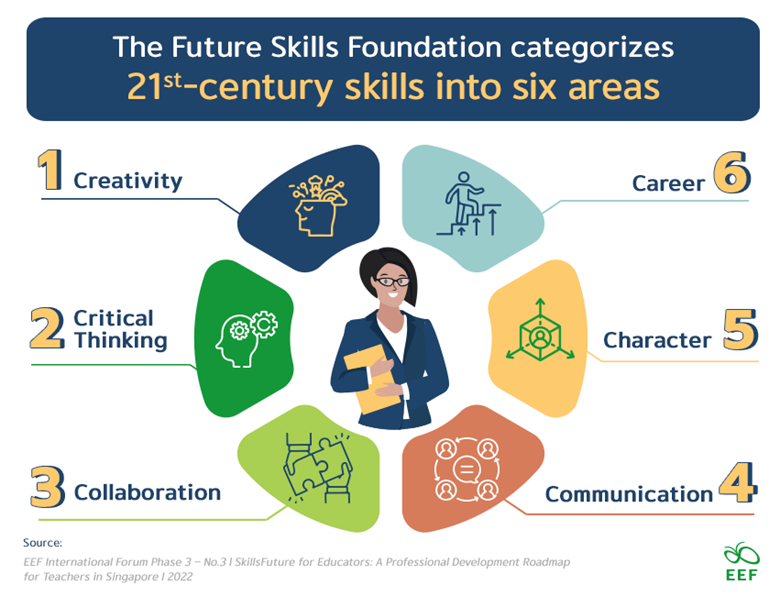 The Future Skills Foundation categorizes
21st-century skills into six areas
1 Creativity
2 Critical
Thinking
3 Collaboration
6 Career
5 Character
4 Communication
Source:
EEF International Forum Phase 3 – No.3 I SkillsFuture for Educators: A Professional Development Roadmap
for Teachers in Singapore I 2022
EEF